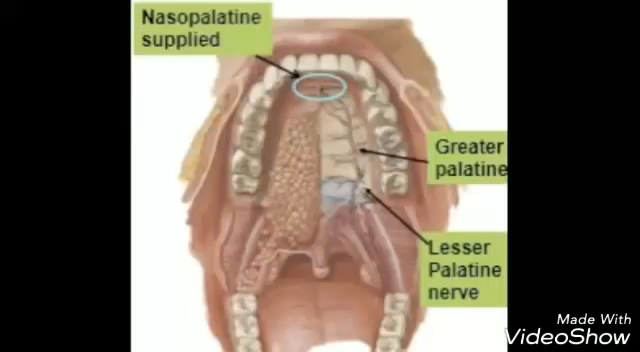 Nasopalatine
supplied
Greater
palatine
Lesser
Palatine
nerve
Made With
VideoShow